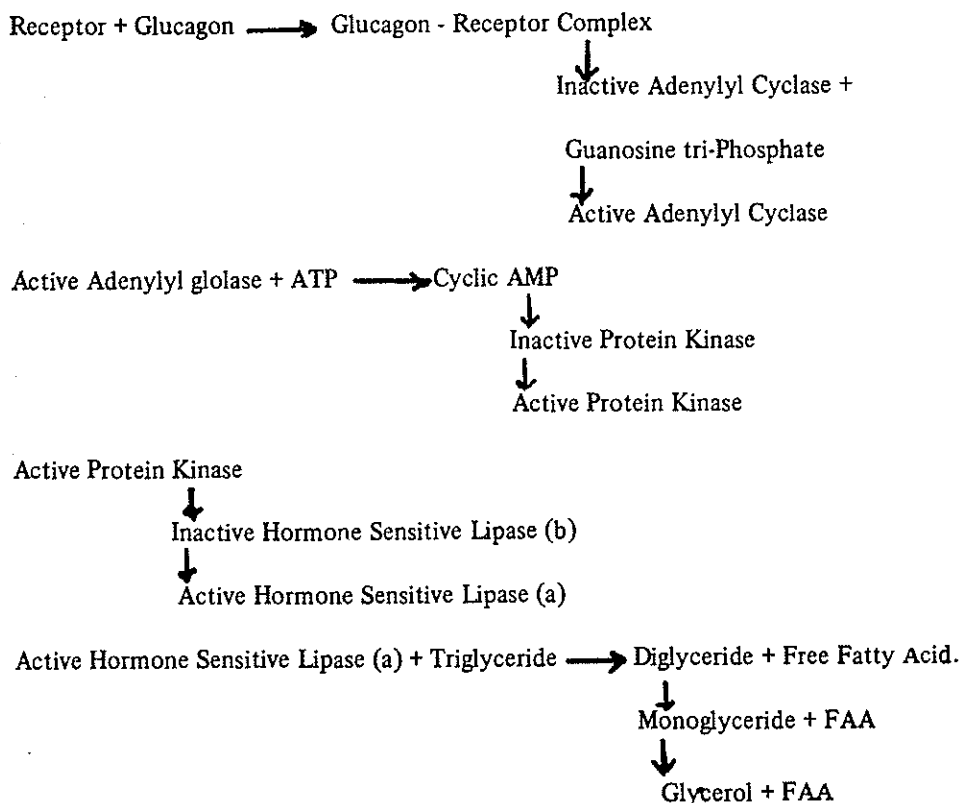 Receptor + Glucagon ⟶ Glucagon - Receptor Complex
Inactive Adenylyl Cyclase +
Guanosine tri-Phosphate
Active Adenylyl Cyclase
Active Adenylyl glolase + ATP ⟶ Cyclic AMP
Inactive Protein Kinase
Active Protein Kinase
Active Protein Kinase
Inactive Hormone Sensitive Lipase (b)
Active Hormone Sensitive Lipase (a)
Active Hormone Sensitive Lipase (a) + Triglyceride ⟶ Diglyceride + Free Fatty Acid.
Monoglyceride + FAA
Glycerol + FAA